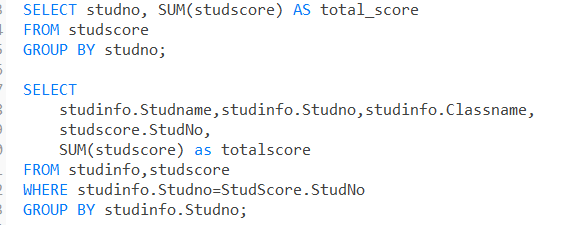 SELECT studno, SUM(studscore) AS total_score
FROM studscore
GROUP BY studno;
SELECT
studinfo.Studname,studinfo.Studno,studinfo.Classname,
studscore.StudNo,
SUM(studscore) as totalscore
FROM studinfo,studscore
WHERE studinfo.Studno=StudScore.StudNo
GROUP BY studinfo.Studno;